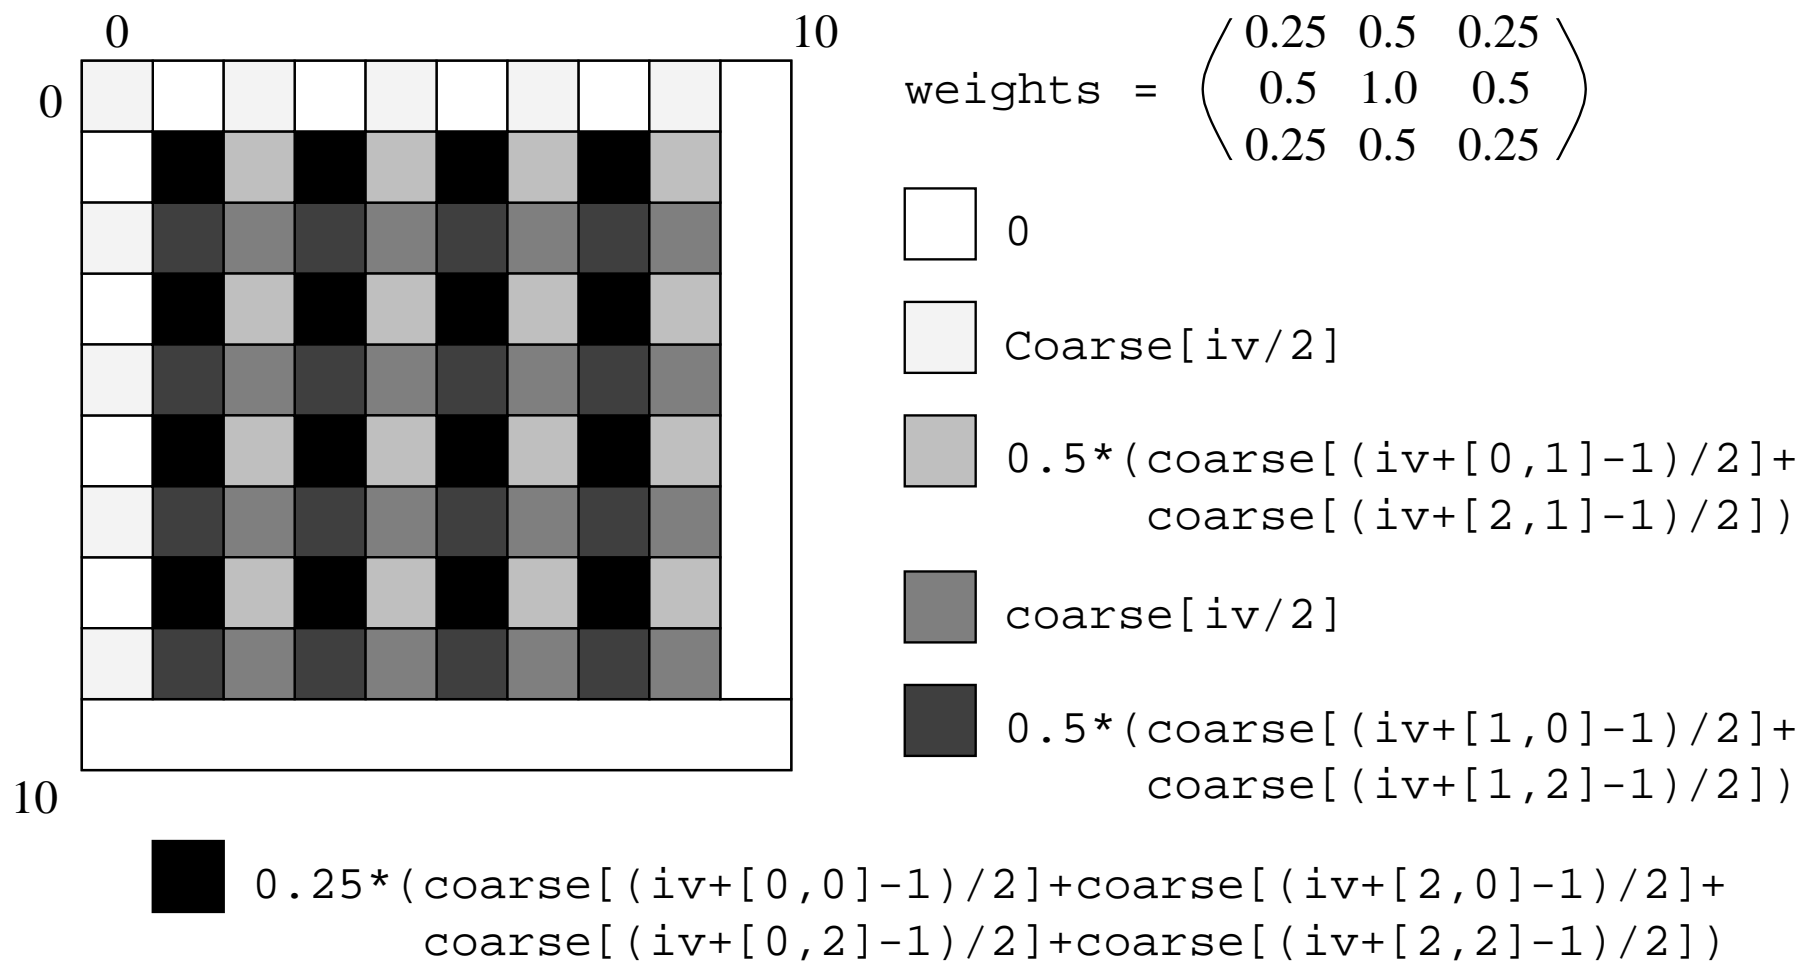 0 10
0
10
weights = ( 0.25 0.5 0.25
0.5 1.0 0.5
0.25 0.5 0.25 )
0
Coarse[iv/2]
0.5*(coarse[(iv+[0,1]-1)/2]+
coarse[(iv+[2,1]-1)/2])
coarse[iv/2]
0.5*(coarse[(iv+[1,0]-1)/2]+
coarse[(iv+[1,2]-1)/2])
0.25*(coarse[(iv+[0,0]-1)/2]+coarse[(iv+[2,0]-1)/2]+
coarse[(iv+[0,2]-1)/2]+coarse[(iv+[2,2]-1)/2])